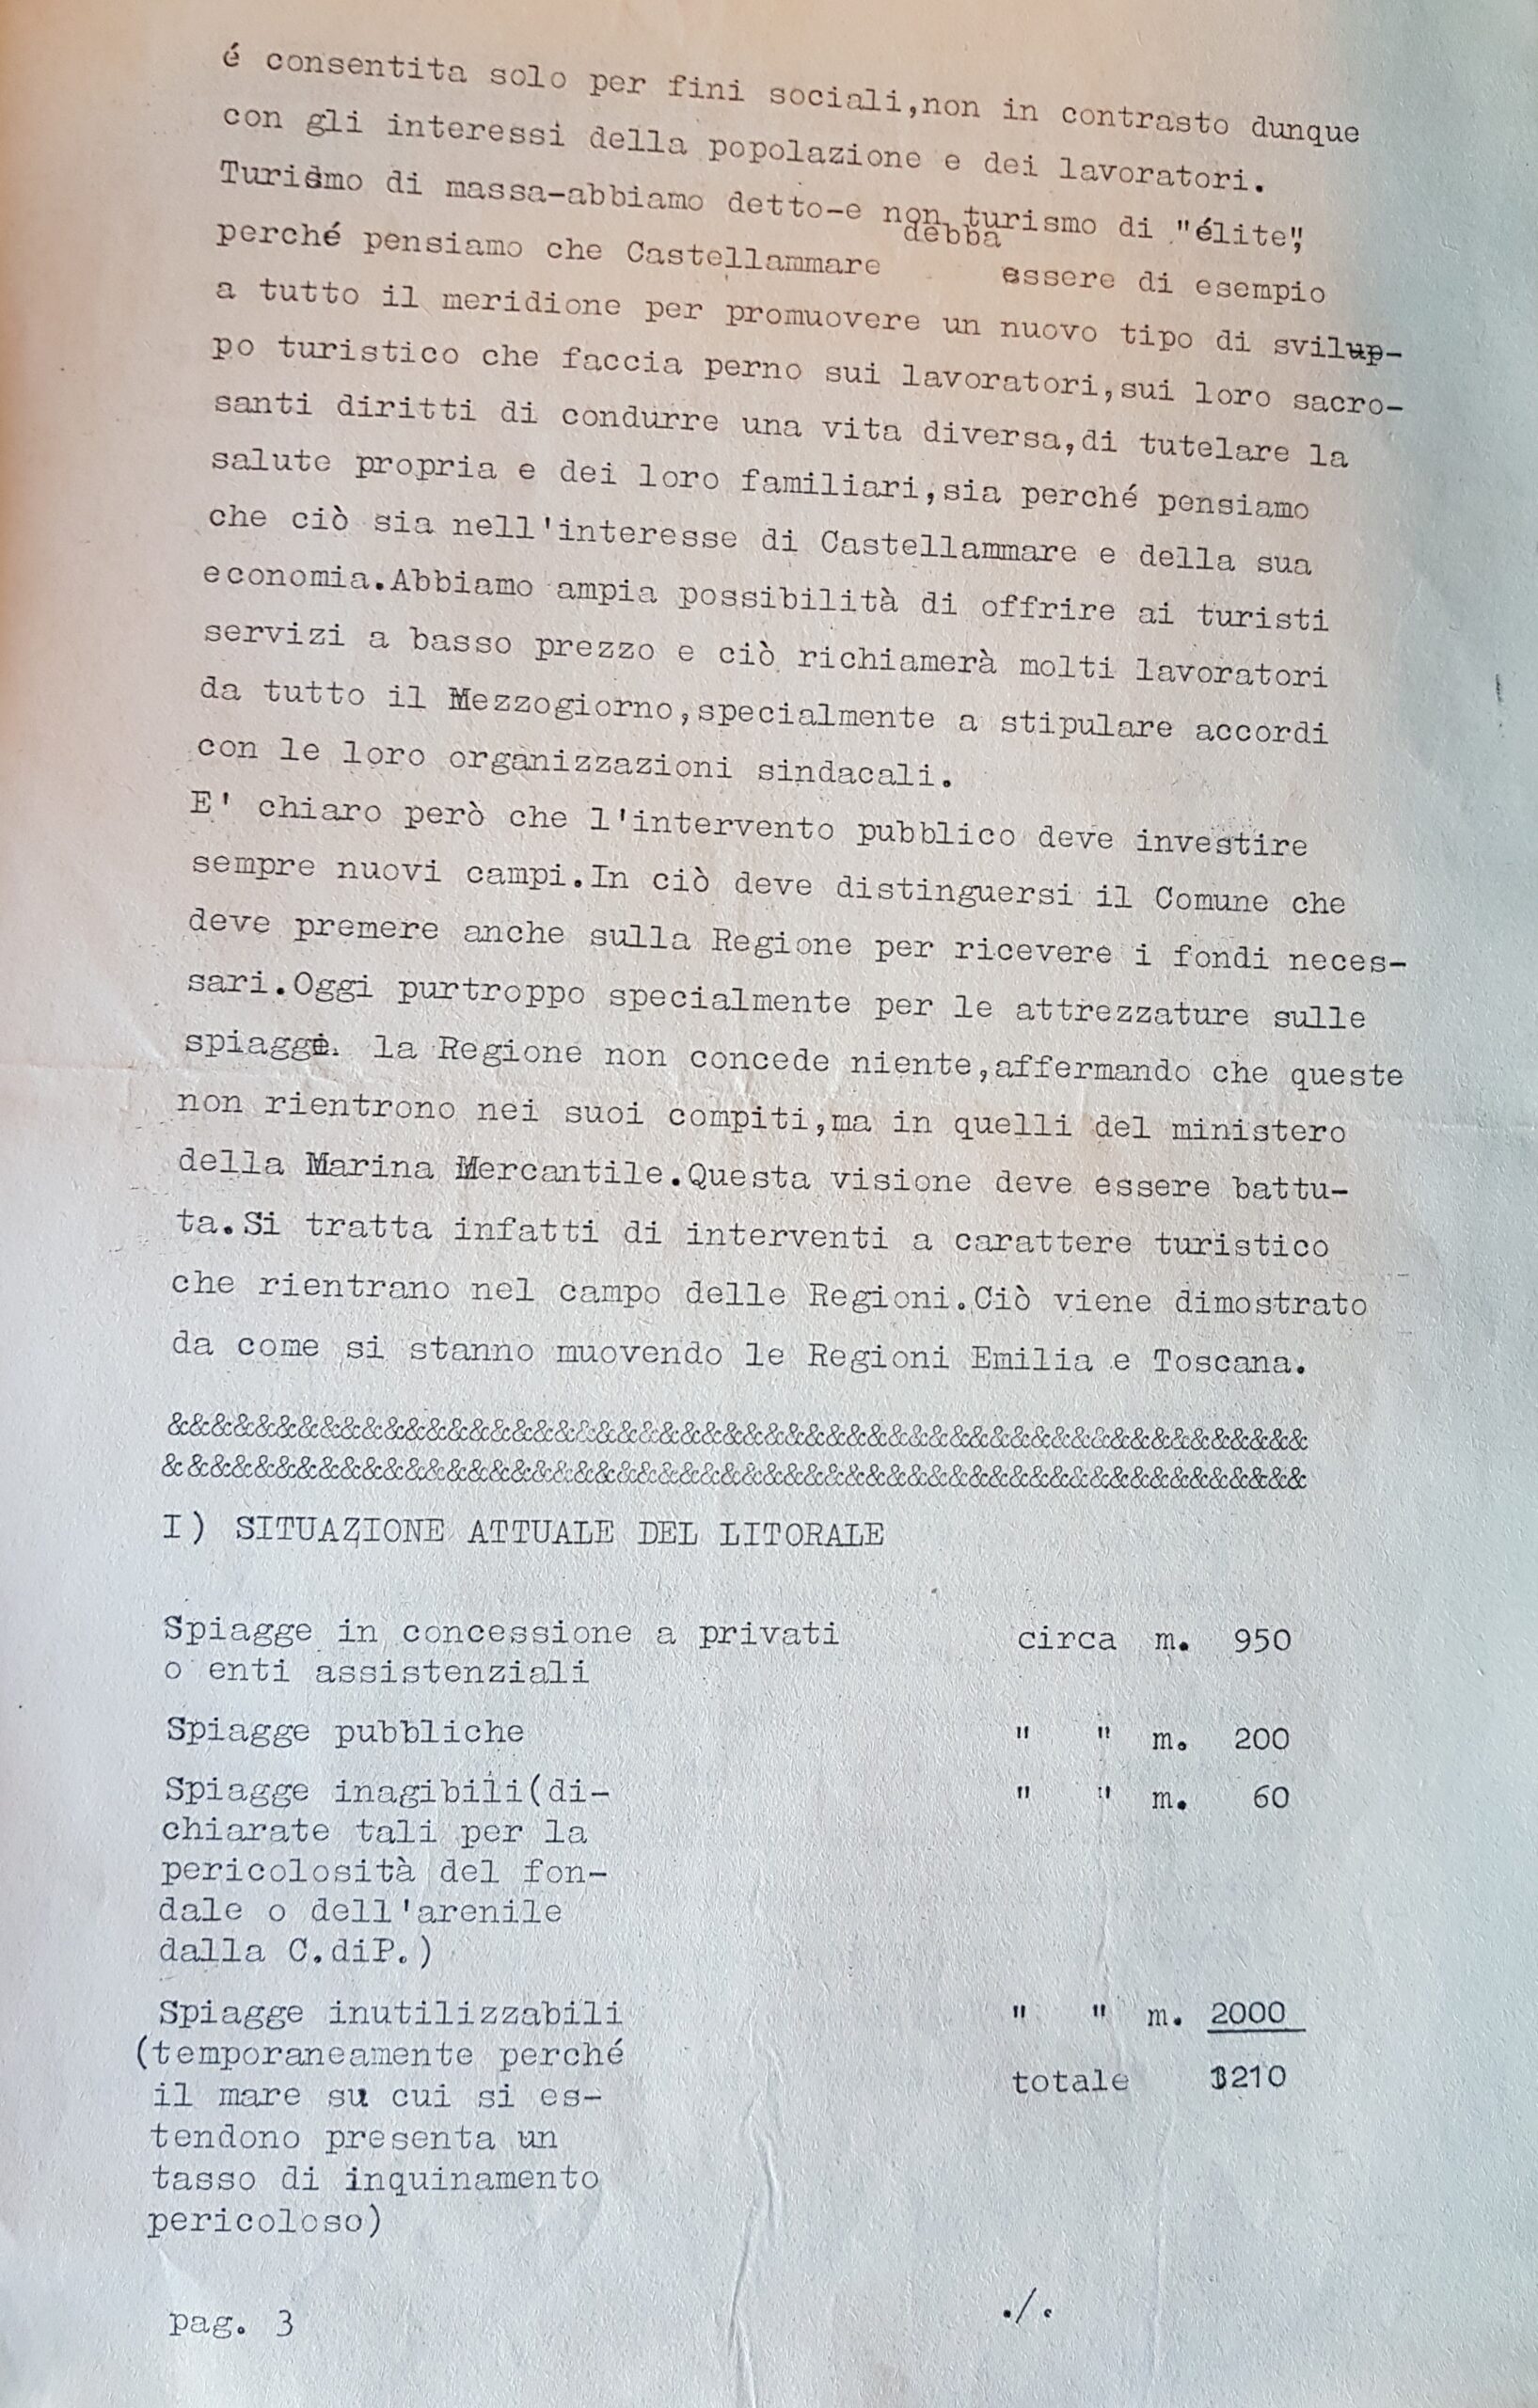 é consentita solo per fini sociali,non in contrasto dunque
con gli interessi della popolazione e dei lavoratori.
Turismo di massa-abbiamo detto-e non turismo di "élite",
perché pensiamo che Castellammare debba essere di esempio
a tutto il meridione per promuovere un nuovo tipo di svilup-
po turistico che faccia perno sui lavoratori,sui loro sacro-
santi diritti di condurre una vita diversa,di tutelare la
salute propria e dei loro familiari,sia perché pensiamo
che ciò sia nell'interesse di Castellammare e della sua
economia.Abbiamo ampia possibilità di offrire ai turisti
servizi a basso prezzo e ciò richiamerà molti lavoratori
da tutto il Mezzogiorno,specialmente a stipulare accordi
con le loro organizzazioni sindacali.
E' chiaro però che l'intervento pubblico deve investire
sempre nuovi campi.In ciò deve distinguersi il Comune che
deve premere anche sulla Regione per ricevere i fondi neces-
sari.Oggi purtroppo specialmente per le attrezzature sulle
spiagge la Regione non concede niente,affermando che queste
non rientrono nei suoi compiti,ma in quelli del ministero
della Marina Mercantile.Questa visione deve essere battu-
ta.Si tratta infatti di interventi a carattere turistico
che rientrano nel campo delle Regioni.Ciò viene dimostrato
da come si stanno muovendo le Regioni Emilia e Toscana.
&&&&&&&&&&&&&&&&&&&&&&&&&&&&&&&&&&&&&&&&&&&&&&&&&&&&&&
&&&&&&&&&&&&&&&&&&&&&&&&&&&&&&&&&&&&&&&&&&&&&&&&&&&&&&
I) SITUAZIONE ATTUALE DEL LITORALE
Spiagge in concessione a privati circa m. 950
o enti assistenziali
Spiagge pubbliche " " m. 200
Spiagge inagibili(di- " " m. 60
chiarate tali per la
pericolosità del fon-
dale o dell'arenile
dalla C.diP.)
Spiagge inutilizzabili " " m. 2000
(temporaneamente perché
il mare su cui si es- totale 3210
tendono presenta un
tasso di inquinamento
pericoloso)
pag. 3 ./.